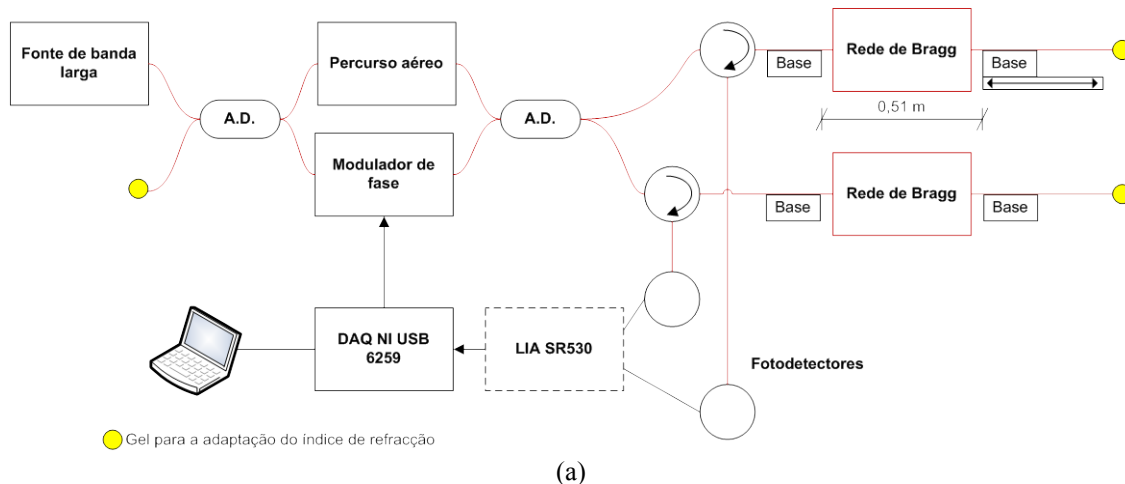 Fonte de banda
larga
Percurso aéreo
A.D.
A.D.
Modulador de
fase
Base
Rede de Bragg
Base
0,51 m
Base
Rede de Bragg
Base
DAQ NI USB
6259
LIA SR530
Fotodetectores
Gel para a adaptação do índice de refracção
(a)